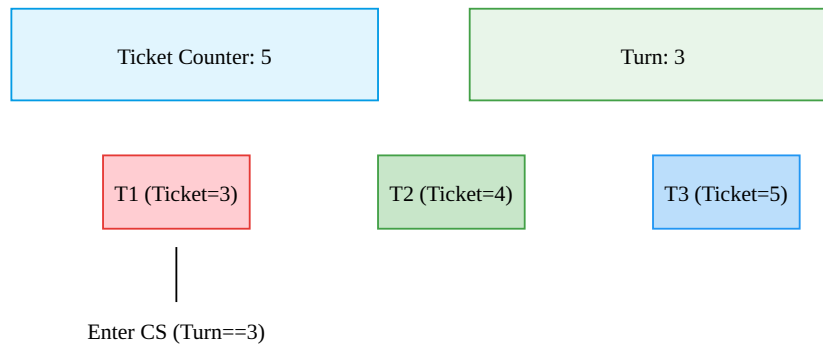 Ticket Counter: 5
Turn: 3
T1 (Ticket=3)
T2 (Ticket=4)
T3 (Ticket=5)
Enter CS (Turn==3)